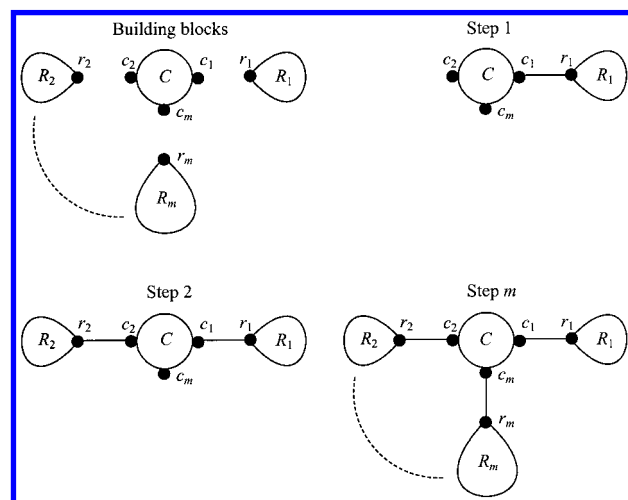 Building blocks
R2 r2 c2 C c1 r1 R1
cm
rm
Rm
Step 1
c2 C c1 r1 R1
cm
Step 2
R2 r2 c2 C c1 r1 R1
cm
Step m
R2 r2 c2 C c1 r1 R1
cm
rm
Rm